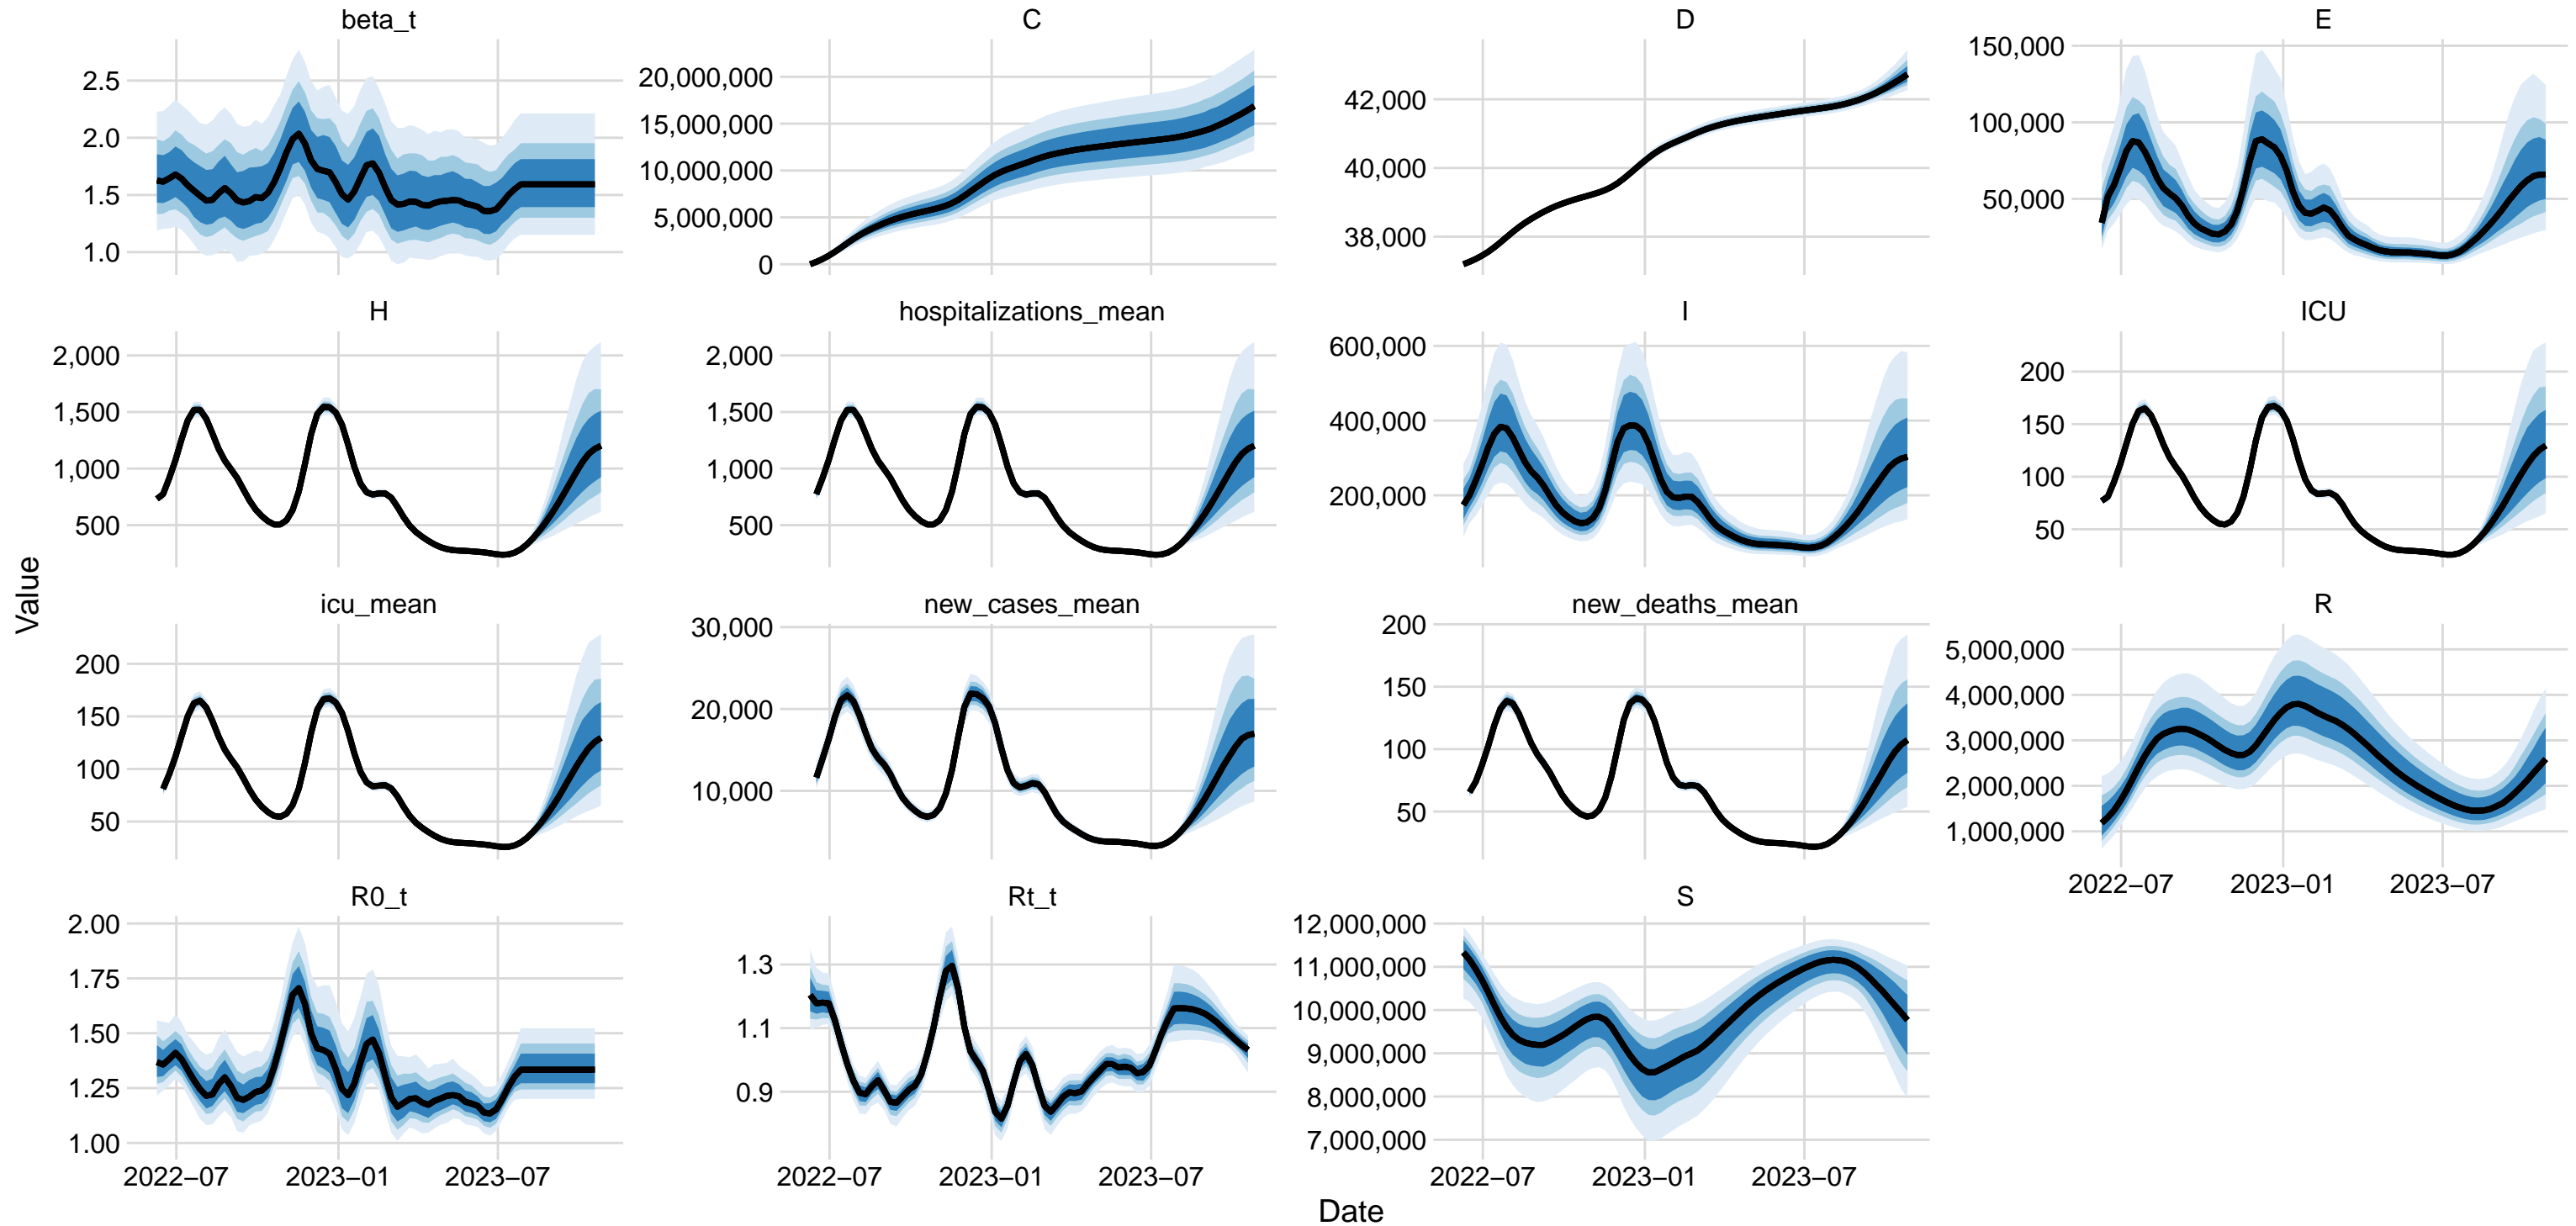 beta_t
C
D
E
2.5
2.0
1.5
1.0
20,000,000
15,000,000
10,000,000
5,000,000
0
42,000
40,000
38,000
150,000
100,000
50,000
H
hospitalizations_mean
I
ICU
2,000
1,500
1,000
500
2,000
1,500
1,000
500
600,000
400,000
200,000
200
150
100
50
icu_mean
new_cases_mean
new_deaths_mean
R
200
150
100
50
30,000
20,000
10,000
200
150
100
50
5,000,000
4,000,000
3,000,000
2,000,000
1,000,000
2022−07 2023−01 2023−07
R0_t
Rt_t
S
2.00
1.75
1.50
1.25
1.00
1.3
1.1
0.9
12,000,000
11,000,000
10,000,000
9,000,000
8,000,000
7,000,000
2022−07 2023−01 2023−07
2022−07 2023−01 2023−07
2022−07 2023−01 2023−07
Value
Date